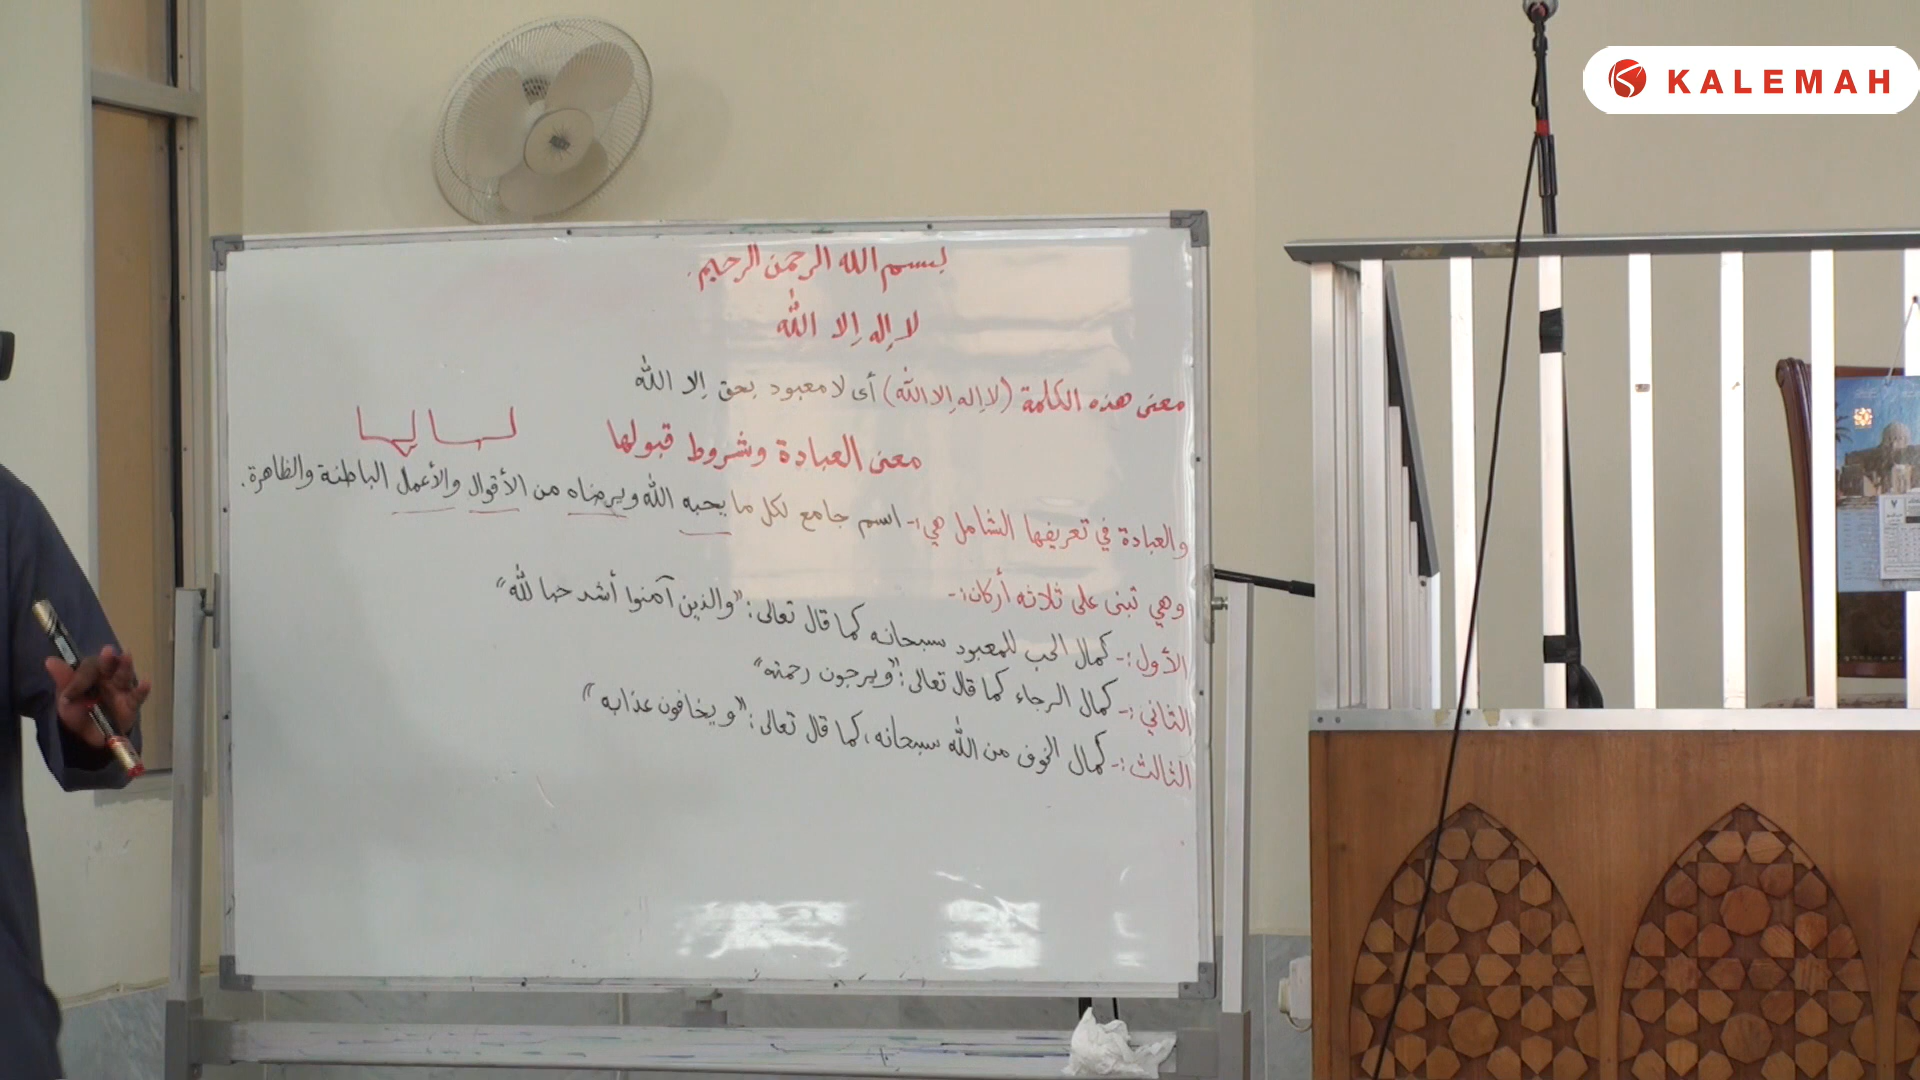 KALEMAH
بسم الله الرحمن الرحيم.
لا إله إلا الله
معنى هذه الكلمة (لا إله إلا الله) أى لا معبود بحق إلا الله
معنى العبادة وشروط قبولها
والعبادة في تعريفها الشامل هي:- اسم جامع لكل ما يحبه الله ويرضاه من الأقوال والأعمل الباطنة والظاهرة.
وهي تبنى على ثلاثه أركان:-
الأول:- كمال الحب للمعبود سبحانه كما قال تعالى: "والذين آمنوا أشد حبا لله"
الثاني:- كمال الرجاء كما قال تعالى: "ويرجون رحمته"
الثالث:- كمال الخوف من الله سبحانه، كما قال تعالى: "ويخافون عذابه"